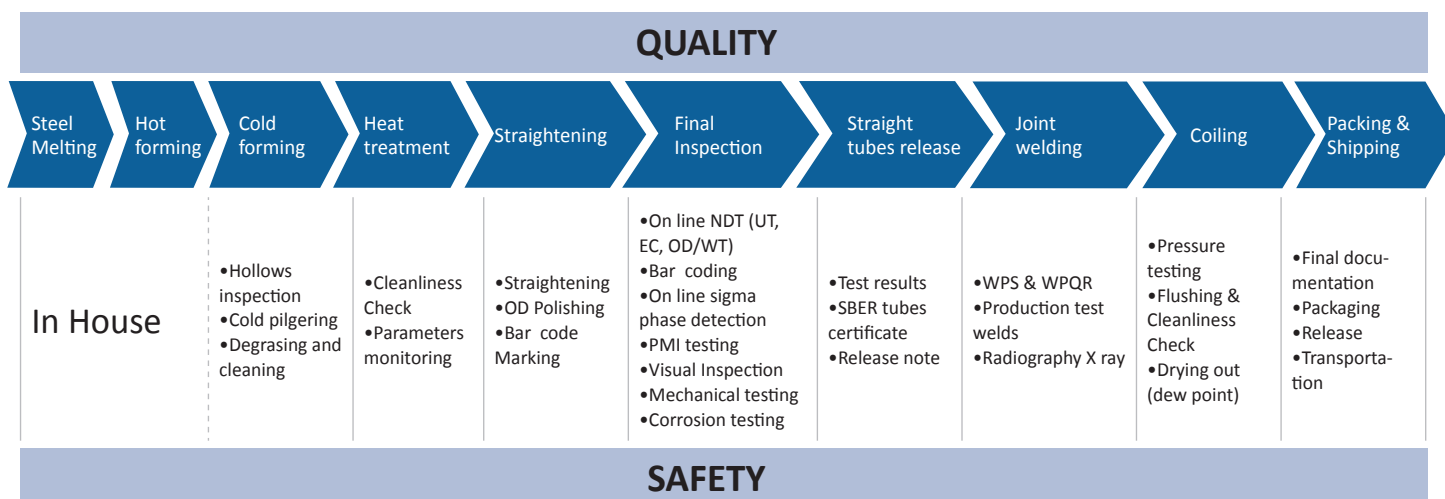 QUALITY
Steel
Melting
Hot
forming
Cold
forming
Heat
treatment
Straightening
Final
Inspection
Straight
tubes release
Joint
welding
Coiling
Packing &
Shipping
In House
•Hollows
inspection
•Cold pilgering
•Degrasing and
cleaning
•Cleanliness
Check
•Parameters
monitoring
•Straightening
•OD Polishing
•Bar code
Marking
•On line NDT (UT,
EC, OD/WT)
•Bar coding
•On line sigma
phase detection
•PMI testing
•Visual Inspection
•Mechanical testing
•Corrosion testing
•Test results
•SBER tubes
certificate
•Release note
•WPS & WPQR
•Production test
welds
•Radiography X ray
•Pressure
testing
•Flushing &
Cleanliness
Check
•Drying out
(dew point)
•Final docu-
mentation
•Packaging
•Release
•Transporta-
tion
SAFETY